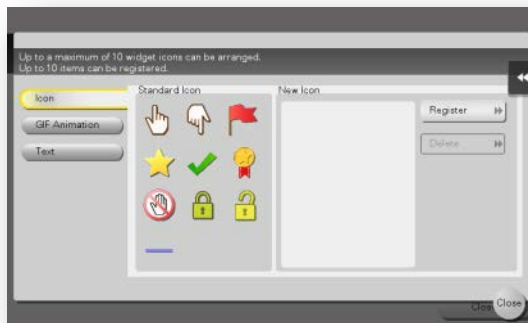 Up to a maximum of 10 widget icons can be arranged.
Up to 10 items can be registered.
Icon
GIF Animation
Text
Standard Icon
New Icon
Register
Delete
Close
Close